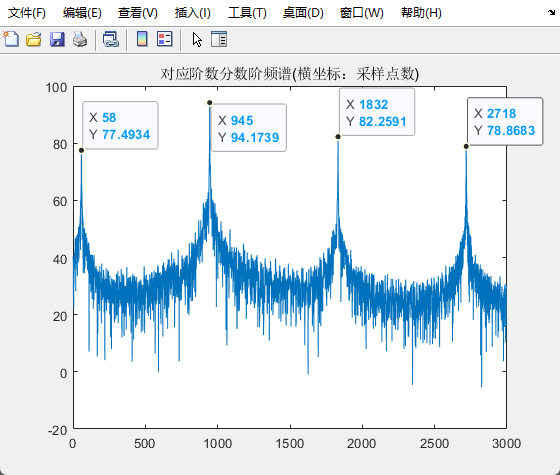 文件(F) 编辑(E) 查看(V) 插入(I) 工具(T) 桌面(D) 窗口(W) 帮助(H)
对应阶数分数阶频谱(横坐标：采样点数)
100
80
60
40
20
0
-20
X 58
Y 77.4934
X 945
Y 94.1739
X 1832
Y 82.2591
X 2718
Y 78.8683
0 500 1000 1500 2000 2500 3000